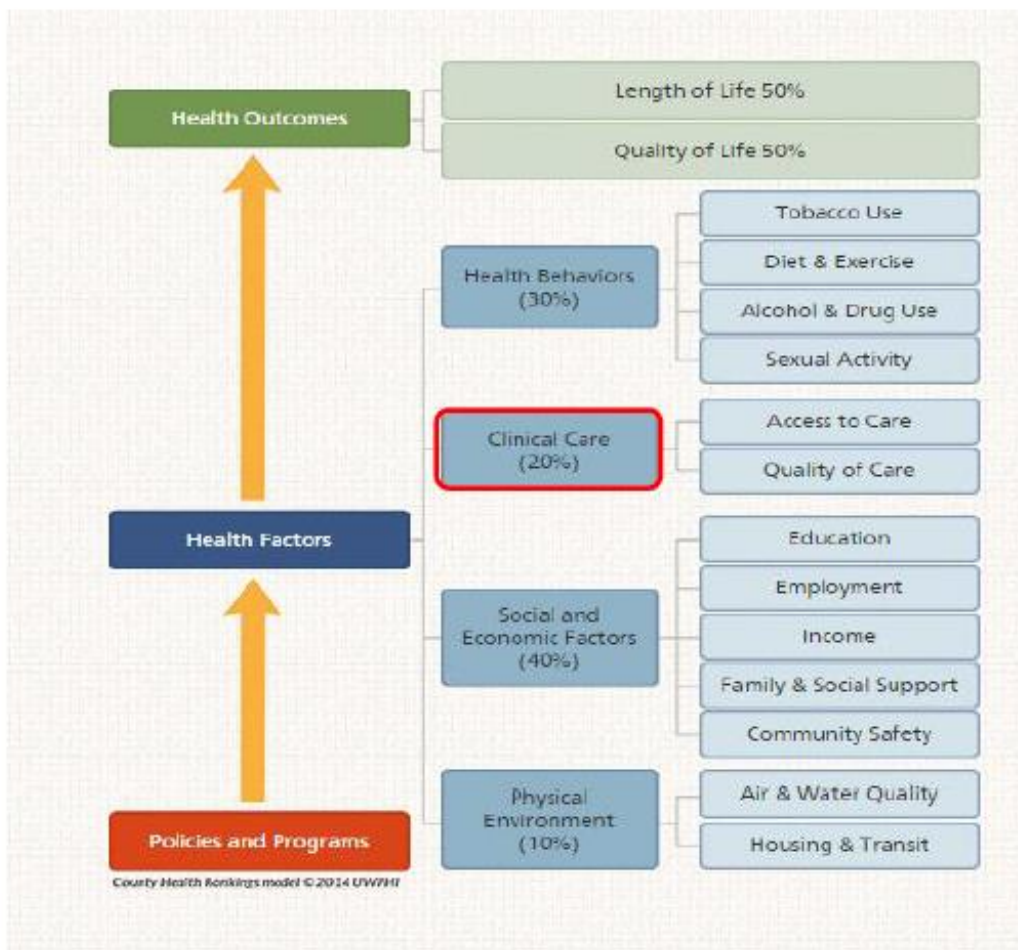 Health Outcomes
Length of Life 50%
Quality of Life 50%
Health Behaviors
(30%)
Tobacco Use
Diet & Exercise
Alcohol & Drug Use
Sexual Activity
Clinical Care
(20%)
Access to Care
Quality of Care
Health Factors
Social and
Economic Factors
(40%)
Education
Employment
Income
Family & Social Support
Community Safety
Physical
Environment
(10%)
Air & Water Quality
Housing & Transit
Policies and Programs
County Health Rankings model © 2014 UWPHI